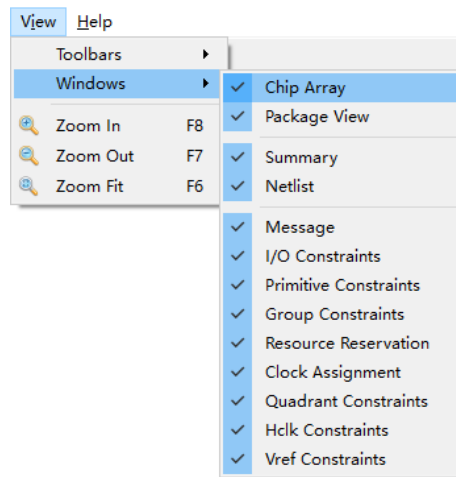 View Help
Toolbars
Windows
Zoom In F8
Zoom Out F7
Zoom Fit F6
Chip Array
Package View
Summary
Netlist
Message
I/O Constraints
Primitive Constraints
Group Constraints
Resource Reservation
Clock Assignment
Quadrant Constraints
Hclk Constraints
Vref Constraints